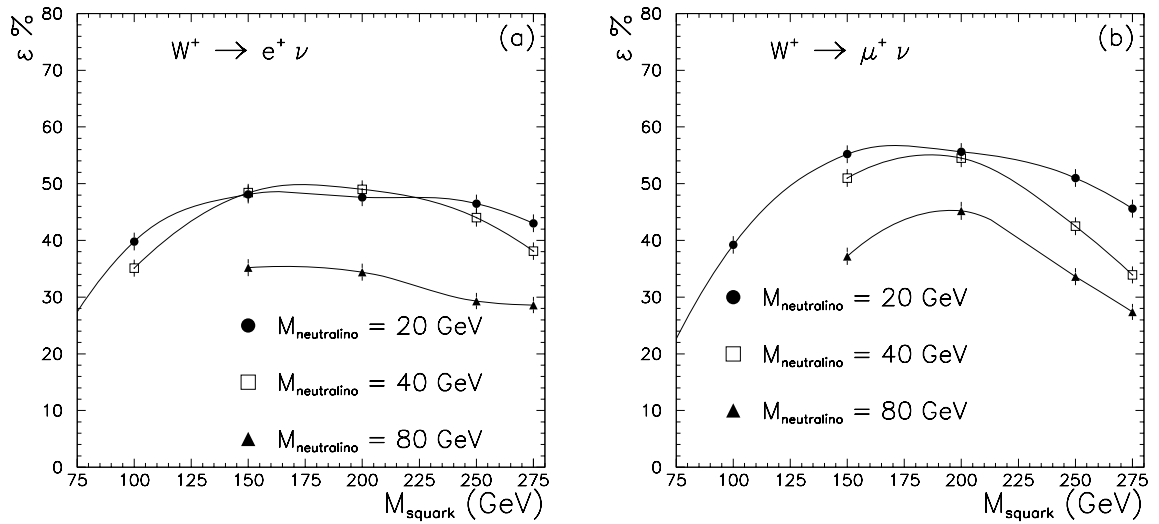 ε %
80
70
60
50
40
30
20
10
0
W⁺ → e⁺ ν
(a)
● M_neutralino = 20 GeV
□ M_neutralino = 40 GeV
▲ M_neutralino = 80 GeV
75 100 125 150 175 200 225 250 275
M_squark (GeV)
ε %
80
70
60
50
40
30
20
10
0
W⁺ → μ⁺ ν
(b)
● M_neutralino = 20 GeV
□ M_neutralino = 40 GeV
▲ M_neutralino = 80 GeV
75 100 125 150 175 200 225 250 275
M_squark (GeV)